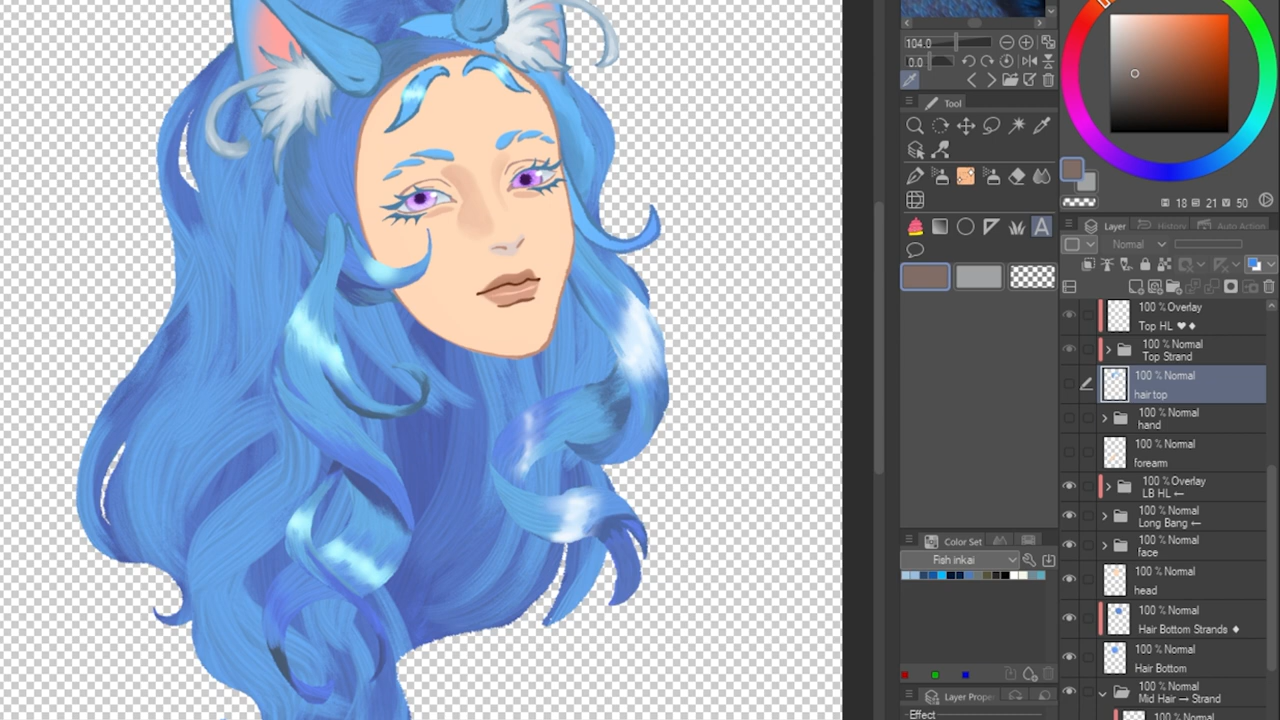 104.0
0.0
Tool
18 21 50
Layer
History
Auto Action
Normal
100 % Overlay
Top HL ♥ ♦
100 % Normal
Top Strand
100 % Normal
hair top
100 % Normal
hand
100 % Normal
foream
100 % Overlay
LB HL ←
100 % Normal
Long Bang ←
100 % Normal
face
100 % Normal
head
100 % Normal
Hair Bottom Strands ♦
100 % Normal
Hair Bottom
100 % Normal
Mid Hair → Strand
100 % Normal
Color Set
Fish inkai
Layer Prope
Effect
A